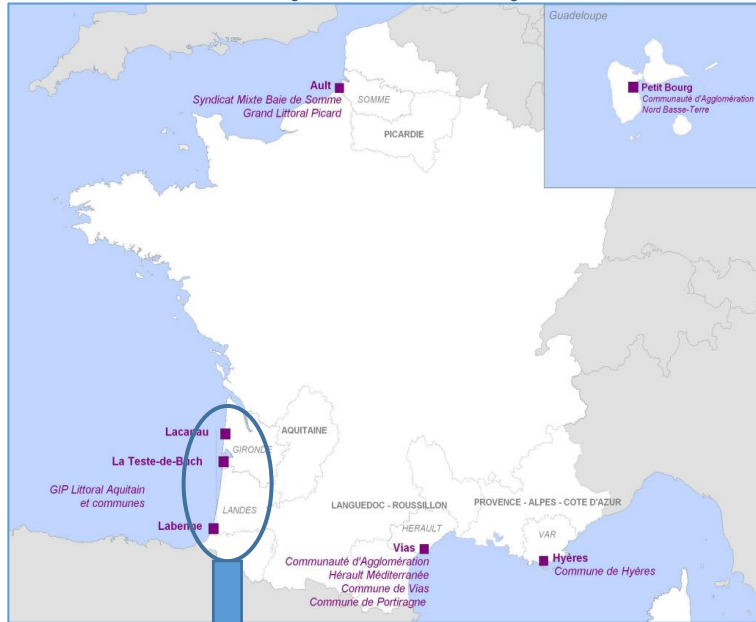 Guadeloupe
Petit Bourg
Communauté d'Agglomération
Nord Basse-Terre
Ault
Syndicat Mixte Baie de Somme
Grand Littoral Picard
SOMME
PICARDIE
Lacanau
GIRONDE
AQUITAINE
La Teste-de-Buch
GIP Littoral Aquitain
et communes
LANDES
Labenne
LANGUEDOC - ROUSSILLON
PROVENCE - ALPES - COTE D'AZUR
HERAULT
VAR
Vias
Communauté d'Agglomération
Hérault Méditerranée
Commune de Vias
Commune de Portiragne
Hyères
Commune de Hyères